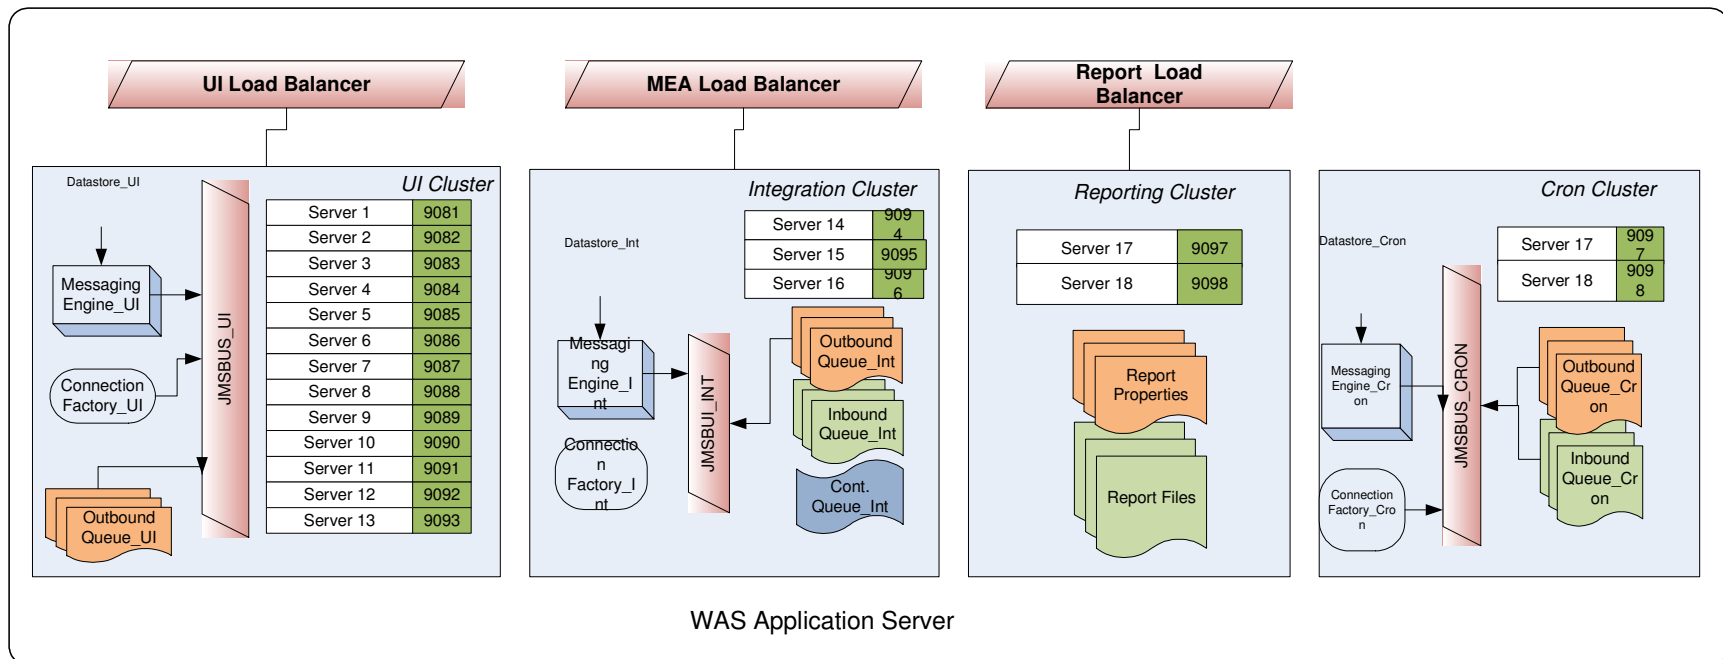 UI Load Balancer
MEA Load Balancer
Report Load
Balancer
Datastore_UI
UI Cluster
Messaging
Engine_UI
Connection
Factory_UI
Outbound
Queue_UI
JMSBUS_UI
Server 1 9081
Server 2 9082
Server 3 9083
Server 4 9084
Server 5 9085
Server 6 9086
Server 7 9087
Server 8 9088
Server 9 9089
Server 10 9090
Server 11 9091
Server 12 9092
Server 13 9093
Integration Cluster
Datastore_Int
Server 14
909
4
Server 15 9095
Server 16
909
6
Messagi
ng
Engine_I
nt
Connectio
n
Factory_I
nt
JMSBUI_INT
Outbound
Queue_Int
Inbound
Queue_Int
Cont.
Queue_Int
Reporting Cluster
Server 17 9097
Server 18 9098
Report
Properties
Report Files
Cron Cluster
Datastore_Cron
Server 17
909
7
Server 18
909
8
Messaging
Engine_Cr
on
Connection
Factory_Cro
n
JMSBUS_CRON
Outbound
Queue_Cr
on
Inbound
Queue_Cr
on
WAS Application Server